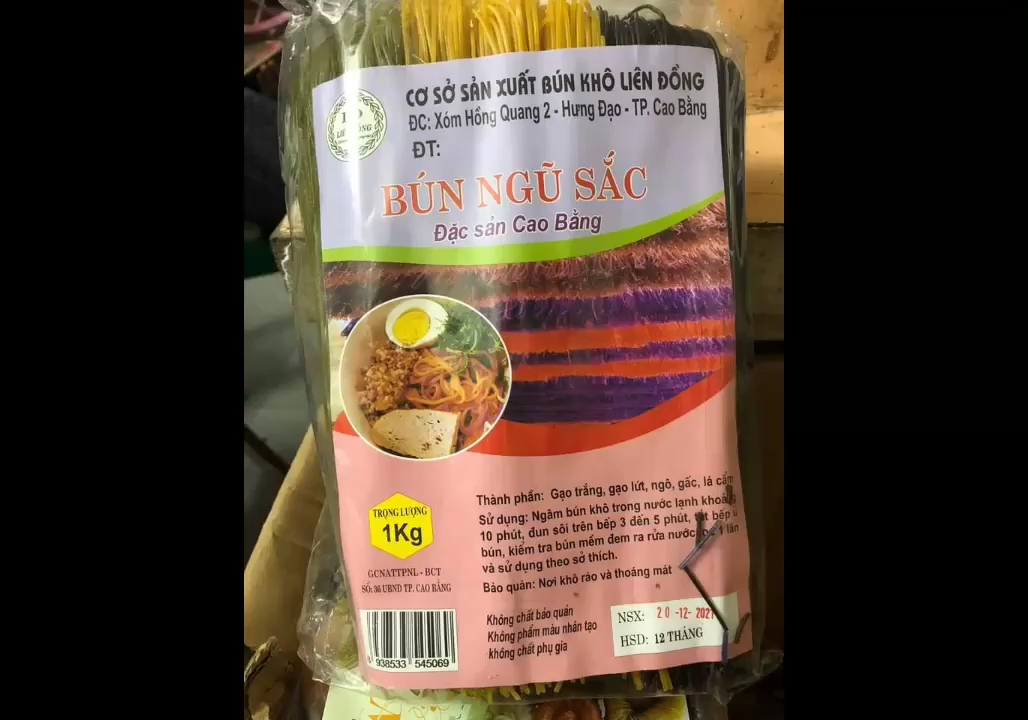 CƠ SỞ SẢN XUẤT BÚN KHÔ LIÊN ĐỒNG
ĐC: Xóm Hồng Quang 2 - Hưng Đạo - TP. Cao Bằng
ĐT:
BÚN NGŨ SẮC
Đặc sản Cao Bằng
Thành phần: Gạo trắng, gạo lứt, ngô, gấc, lá cẩm
Sử dụng: Ngâm bún khô trong nước lạnh khoảng
10 phút, đun sôi trên bếp 3 đến 5 phút, bếp
bún, kiểm tra bún mềm đem ra rửa nước 1 lần
và sử dụng theo sở thích.
Bảo quản: Nơi khô ráo và thoáng mát
TRỌNG LƯỢNG
1Kg
GCNATTPNL - BCT
SỐ: 36 UBND TP. CAO BẰNG
Không chất bảo quản
Không phẩm màu nhân tạo
không chất phụ gia
NSX: 20 -12- 2021
HSD: 12 THÁNG
938533 545069